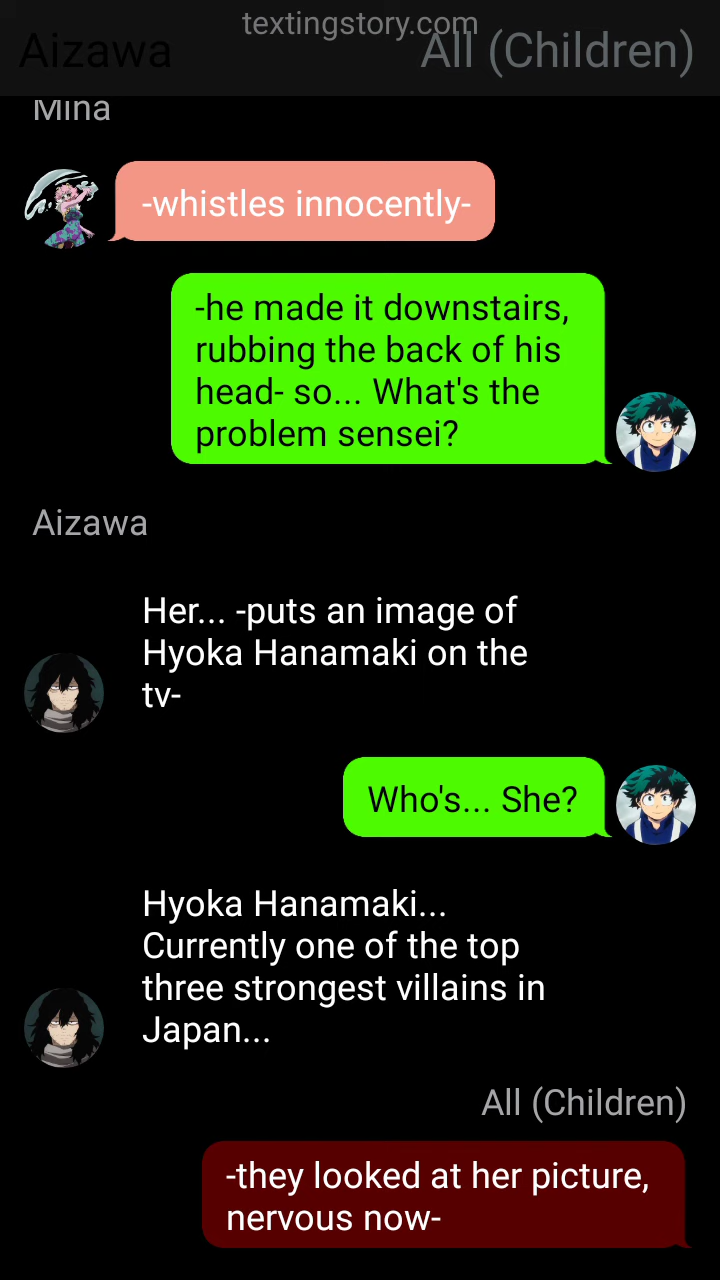 textingstory.com
Aizawa
All (Children)
Mina
-whistles innocently-
-he made it downstairs,
rubbing the back of his
head- so... What's the
problem sensei?
Aizawa
Her... -puts an image of
Hyoka Hanamaki on the
tv-
Who's... She?
Hyoka Hanamaki...
Currently one of the top
three strongest villains in
Japan...
All (Children)
-they looked at her picture,
nervous now-